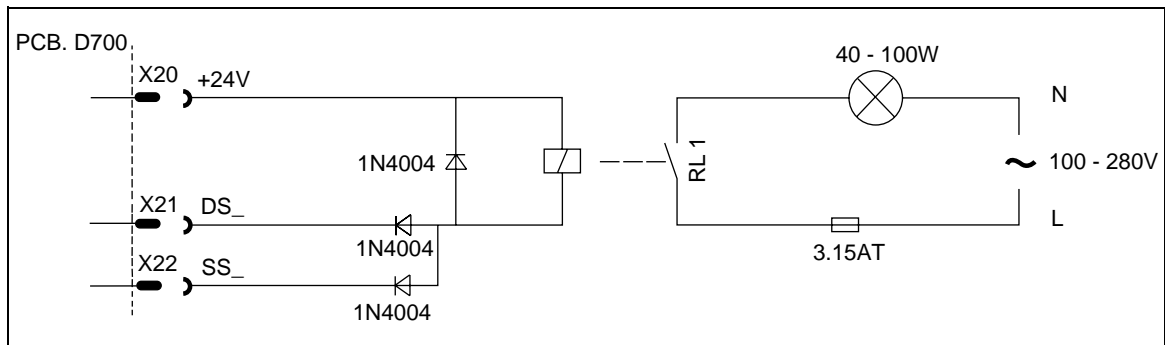 PCB. D700
X20 +24V
1N4004
X21 DS_
1N4004
X22 SS_
1N4004
RL 1
40 - 100W
N
100 - 280V
L
3.15AT